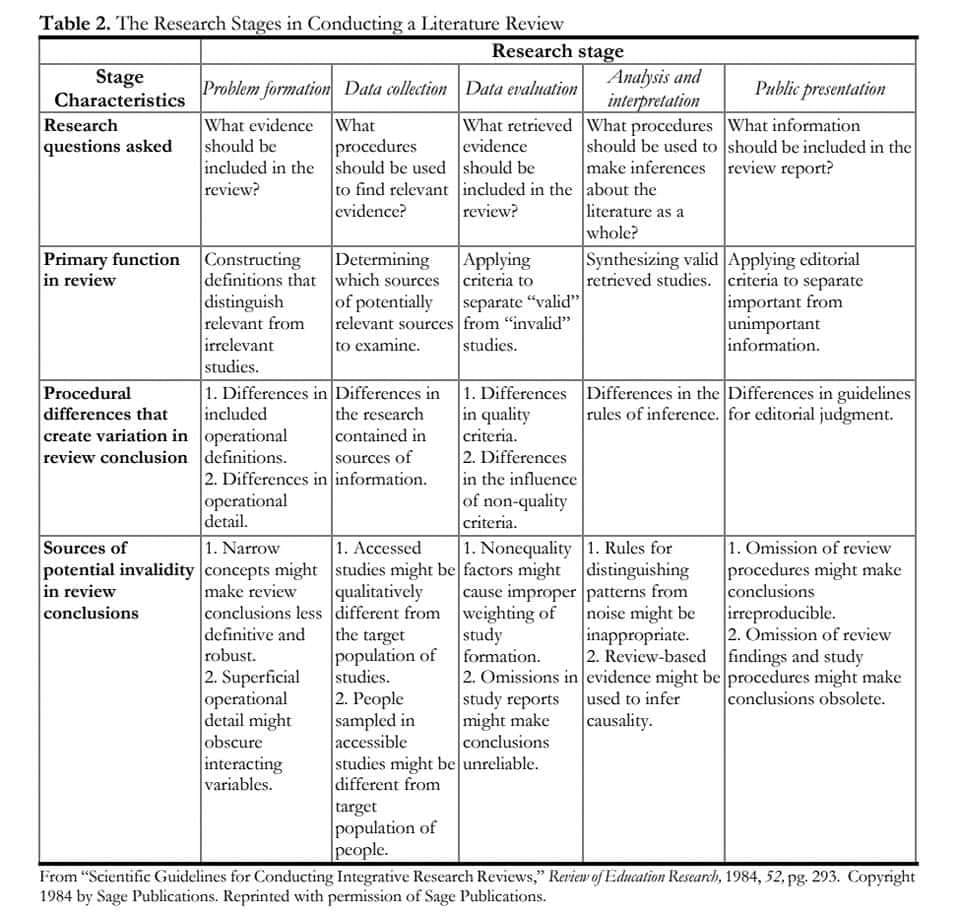 Table 2. The Research Stages in Conducting a Literature Review
Research stage
Stage
Characteristics
Problem formation
Data collection
Data evaluation
Analysis and
interpretation
Public presentation
Research
questions asked
What evidence
should be
included in the
review?
What
procedures
should be used
to find relevant
evidence?
What retrieved
evidence
should be
included in the
review?
What procedures
should be used to
make inferences
about the
literature as a
whole?
What information
should be included in the
review report?
Primary function
in review
Constructing
definitions that
distinguish
relevant from
irrelevant
studies.
Determining
which sources
of potentially
relevant sources
to examine.
Applying
criteria to
separate “valid”
from “invalid”
studies.
Synthesizing valid
retrieved studies.
Applying editorial
criteria to separate
important from
unimportant
information.
Procedural
differences that
create variation in
review conclusion
1. Differences in
included
operational
definitions.
2. Differences in
operational
detail.
Differences in
the research
contained in
sources of
information.
1. Differences
in quality
criteria.
2. Differences
in the influence
of non-quality
criteria.
Differences in the
rules of inference.
Differences in guidelines
for editorial judgment.
Sources of
potential invalidity
in review
conclusions
1. Narrow
concepts might
make review
conclusions less
definitive and
robust.
2. Superficial
operational
detail might
obscure
interacting
variables.
1. Accessed
studies might be
qualitatively
different from
the target
population of
studies.
2. People
sampled in
accessible
studies might be
different from
target
population of
people.
1. Nonequality
factors might
cause improper
weighting of
study
formation.
2. Omissions in
study reports
might make
conclusions
unreliable.
1. Rules for
distinguishing
patterns from
noise might be
inappropriate.
2. Review-based
evidence might be
used to infer
causality.
1. Omission of review
procedures might make
conclusions
irreproducible.
2. Omission of review
findings and study
procedures might make
conclusions obsolete.
From “Scientific Guidelines for Conducting Integrative Research Reviews,” Review of Education Research, 1984, 52, pg. 293. Copyright
1984 by Sage Publications. Reprinted with permission of Sage Publications.